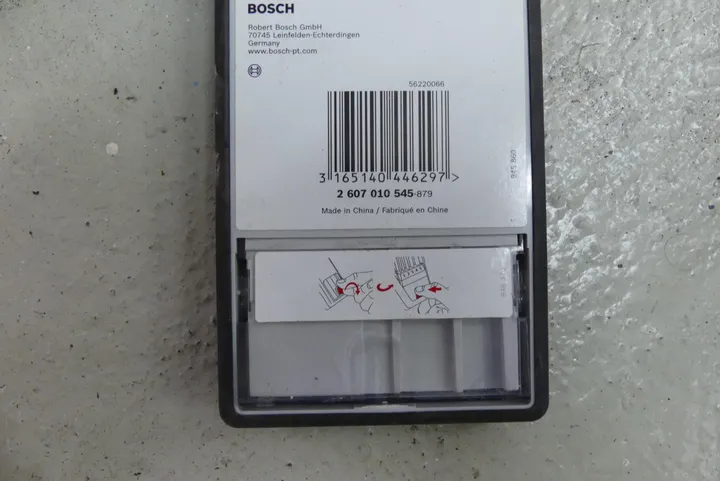 BOSCH
Robert Bosch GmbH
70745 Leinfelden-Echterdingen
Germany
www.bosch-pt.com
56220066
3 165140 446297 >
2 607 010 545-879
Made in China / Fabriqué en Chine